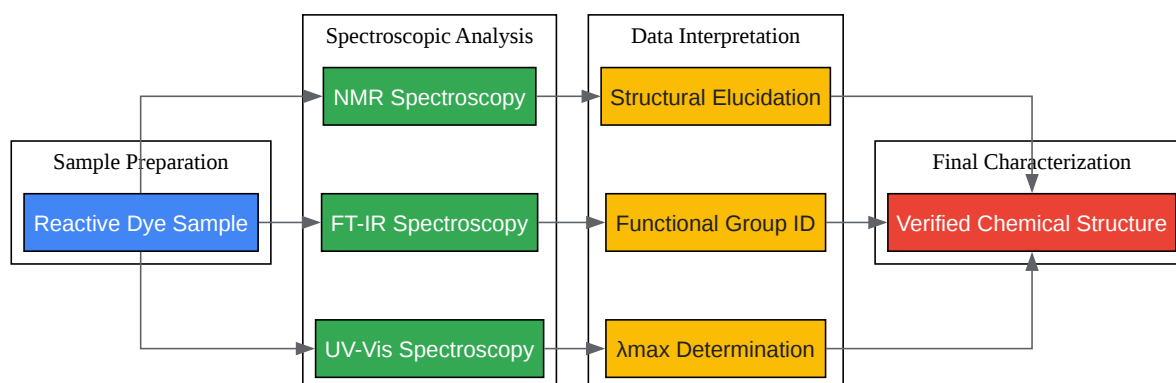 Spectroscopic Analysis
Data Interpretation
NMR Spectroscopy
Structural Elucidation
Sample Preparation
Final Characterization
Reactive Dye Sample
FT-IR Spectroscopy
Functional Group ID
Verified Chemical Structure
UV-Vis Spectroscopy
λmax Determination